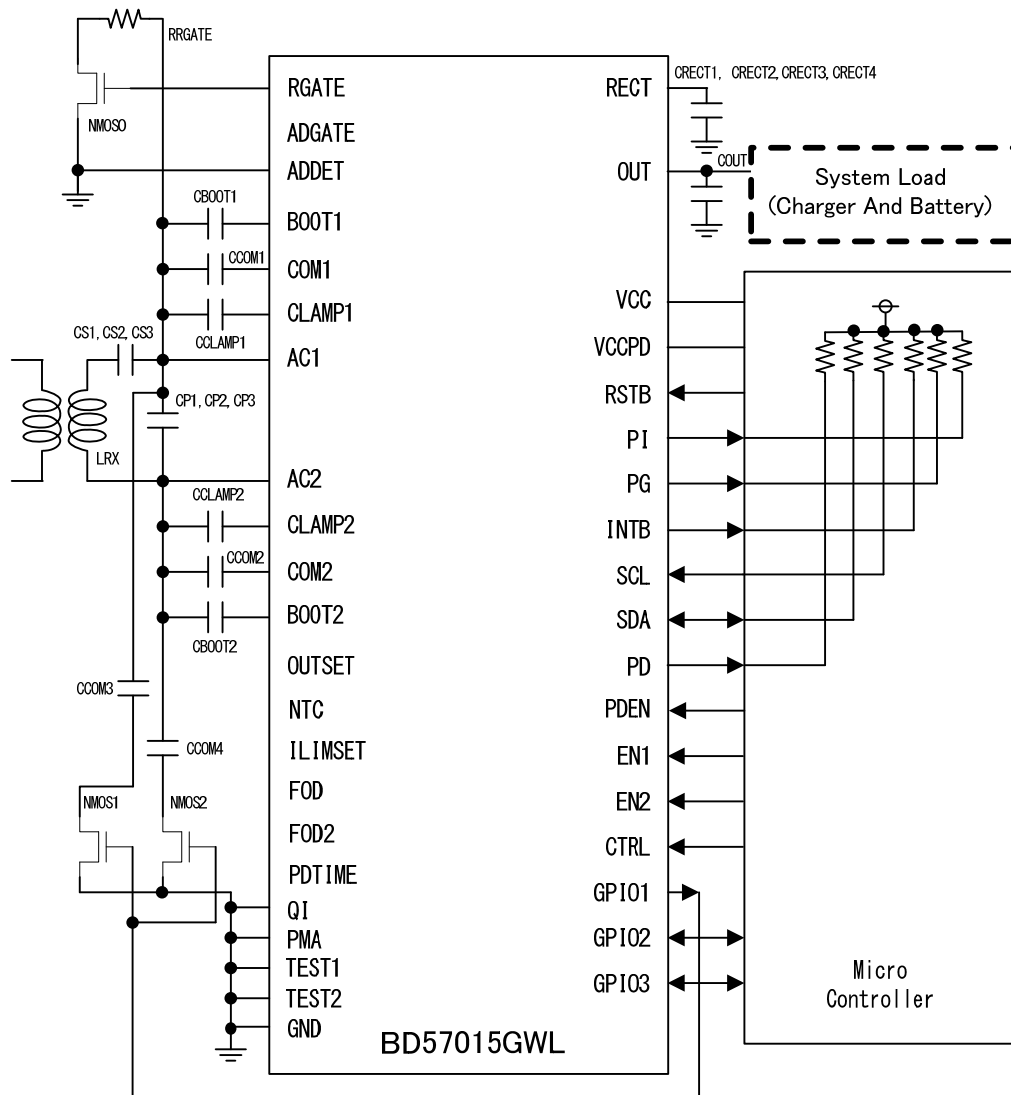 RRGATE
NMOS0
RGATE
ADGATE
ADDET
CBOOT1
BOOT1
CCOM1
COM1
CLAMP1
CCLAMP1
CS1, CS2, CS3
AC1
CP1, CP2, CP3
LRX
AC2
CCLAMP2
CLAMP2
CCOM2
COM2
BOOT2
CBOOT2
OUTSET
CCOM3
NTC
CCOM4
ILIMSET
FOD
NMOS1
NMOS2
FOD2
PDTIME
QI
PMA
TEST1
TEST2
GND
BD57015GWL
RECT
CRECT1, CRECT2, CRECT3, CRECT4
OUT
COUT
System Load
(Charger And Battery)
VCC
VCCPD
RSTB
PI
PG
INTB
SCL
SDA
PD
PDEN
EN1
EN2
CTRL
GPIO1
GPIO2
GPIO3
Micro
Controller